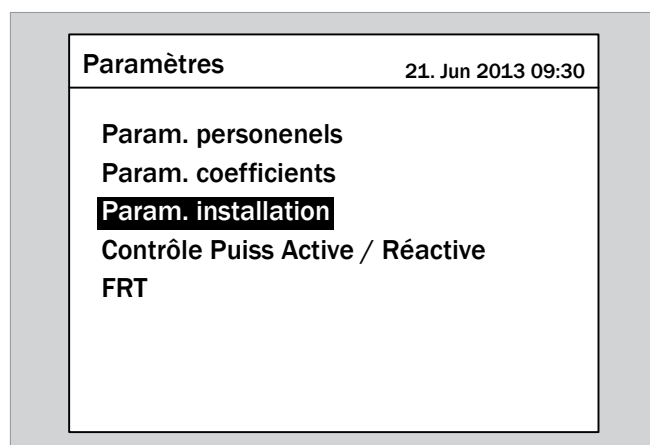 Paramètres
21. Jun 2013 09:30
Param. personenels
Param. coefficients
Param. installation
Contrôle Puiss Active / Réactive
FRT